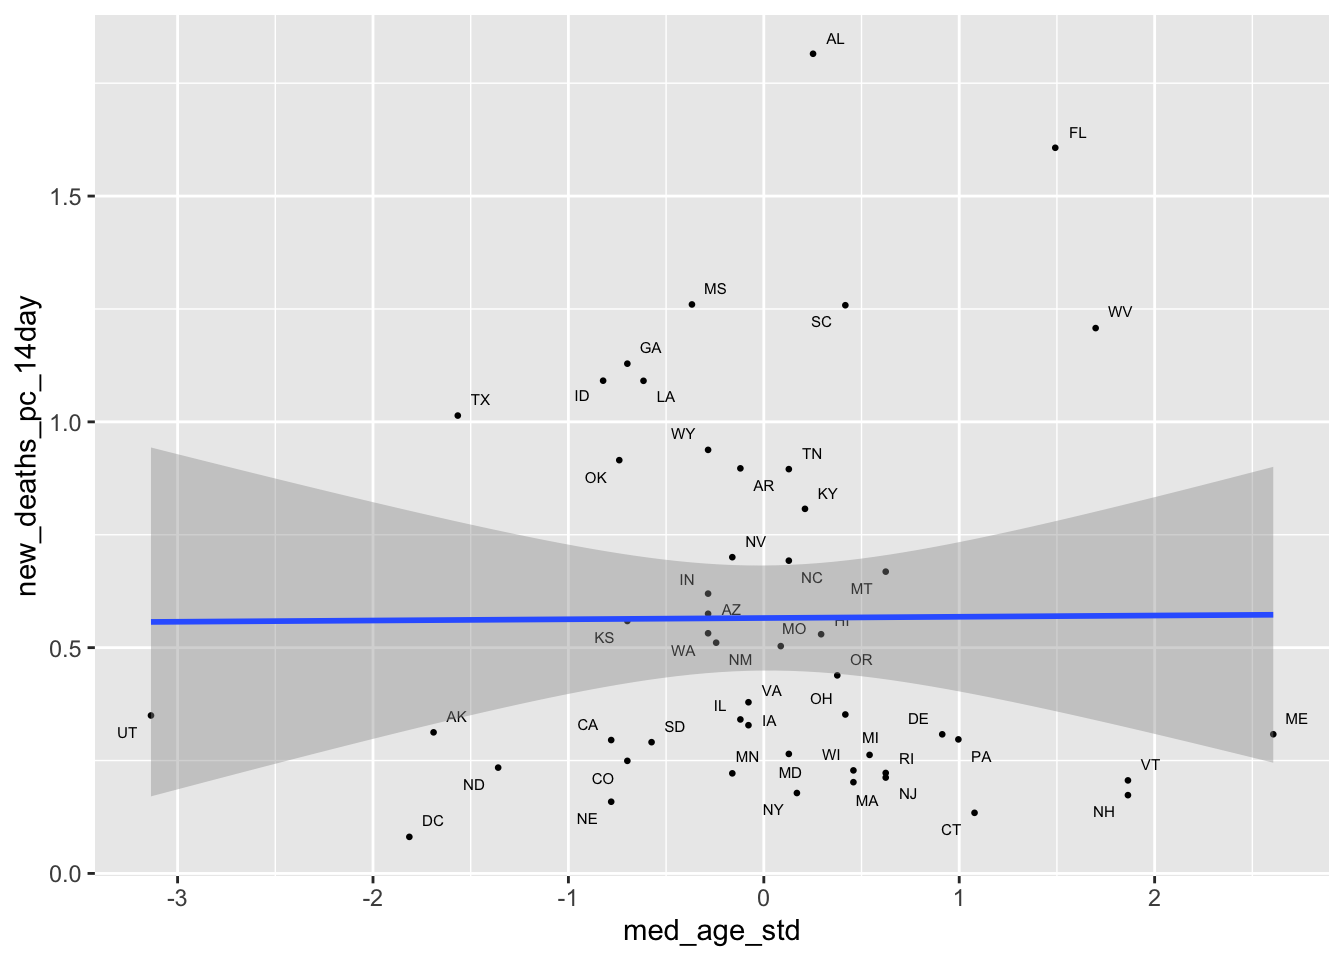 AL
FL
1.5
MS
SC
WV
GA
ID
LA
TX
1.0
WY
TN
OK
AR
KY
NV
IN
NC
MT
AZ
HI
MO
KS
0.5
WA
NM
OR
VA
OH
IL
IA
AK
UT
CA
SD
DE
ME
MI
MN
WI
RI
PA
VT
CO
MD
ND
NE
NY
MA
NJ
NH
DC
CT
0.0
-3 -2 -1 0 1 2
med_age_std
new_deaths_pc_14day